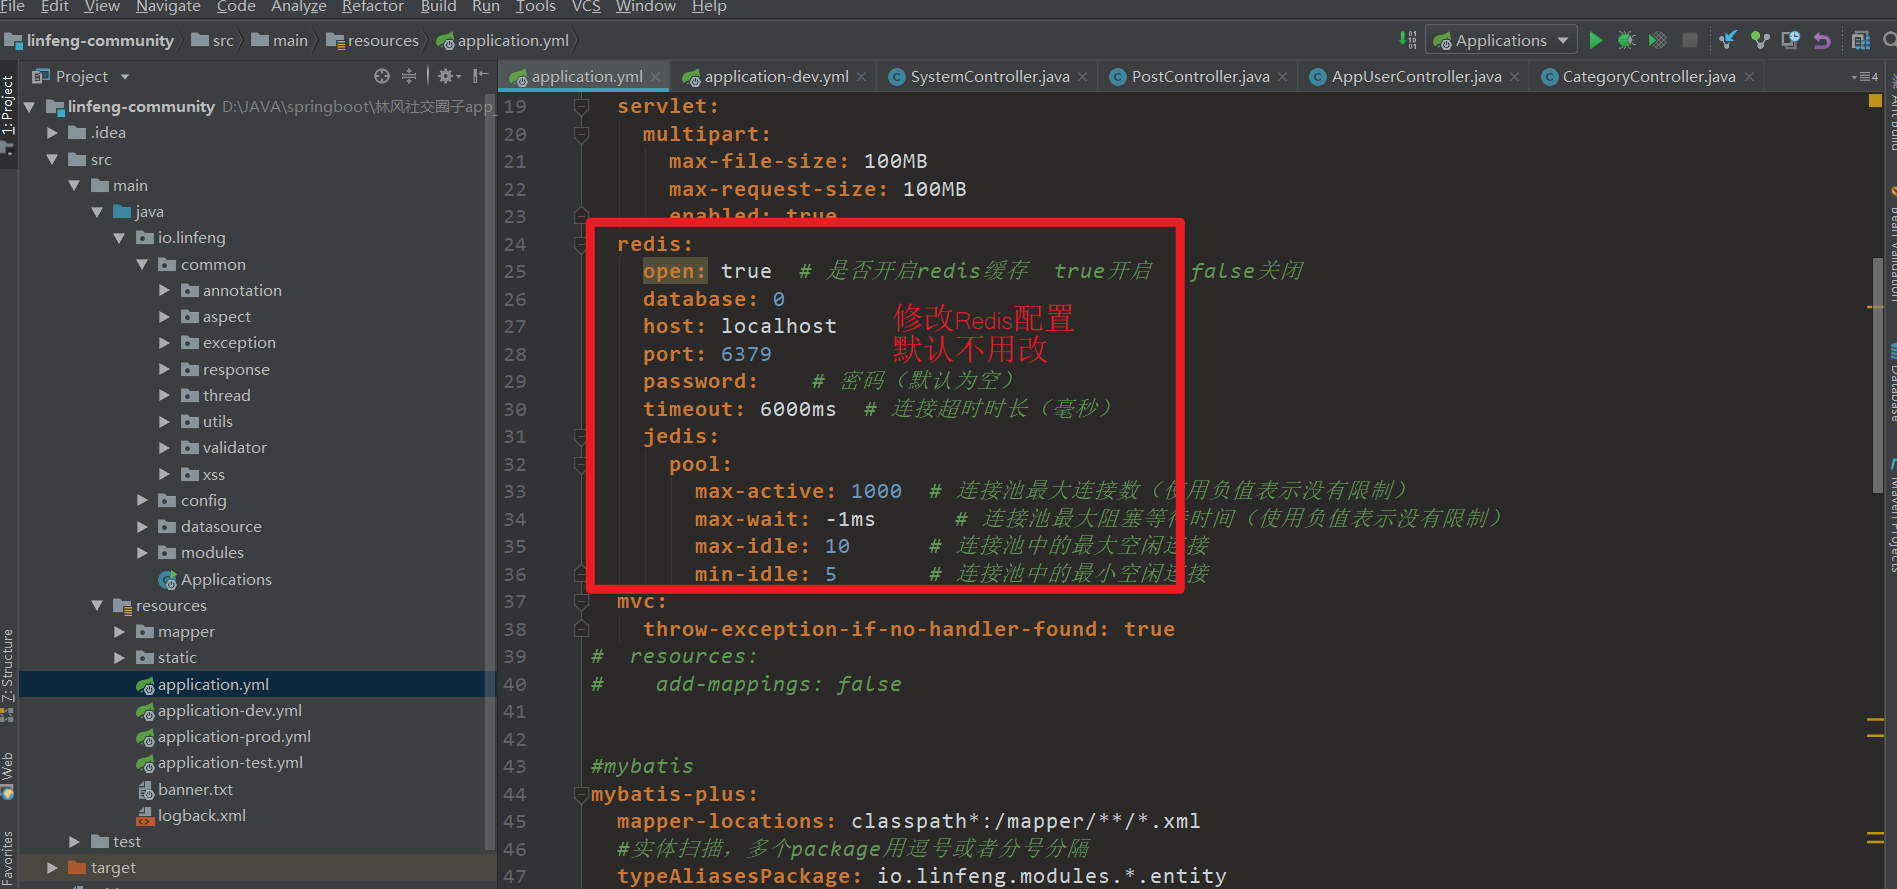 File Edit View Navigate Code Analyze Refactor Build Run Tools VCS Window Help
linfeng-community src main resources application.yml
Applications
Project
application.yml application-dev.yml SystemController.java PostController.java AppUserController.java CategoryController.java
4
1: Project
Z: Structure
Web
Favorites
linfeng-community D:\JAVA\springboot\林风社交圈子app_
.idea
src
main
java
io.linfeng
common
annotation
aspect
exception
response
thread
utils
validator
xss
config
datasource
modules
Applications
resources
mapper
static
application.yml
application-dev.yml
application-prod.yml
application-test.yml
banner.txt
logback.xml
test
target
19 servlet:
20 multipart:
21 max-file-size: 100MB
22 max-request-size: 100MB
23 enabled: true
24 redis:
25 open: true # 是否开启redis缓存 true开启 false关闭
26 database: 0
27 host: localhost
28 port: 6379
29 password: # 密码（默认为空）
30 timeout: 6000ms # 连接超时时长（毫秒）
31 jedis:
32 pool:
33 max-active: 1000 # 连接池最大连接数（使用负值表示没有限制）
34 max-wait: -1ms # 连接池最大阻塞等待时间（使用负值表示没有限制）
35 max-idle: 10 # 连接池中的最大空闲连接
36 min-idle: 5 # 连接池中的最小空闲连接
37 mvc:
38 throw-exception-if-no-handler-found: true
39 # resources:
40 # add-mappings: false
41
42
43 #mybatis
44 mybatis-plus:
45 mapper-locations: classpath*:/mapper/**/*.xml
46 #实体扫描，多个package用逗号或者分号分隔
47 typeAliasesPackage: io.linfeng.modules.*.entity
修改Redis配置
默认不用改
Ant Build
Bean Validation
Database
Maven Projects